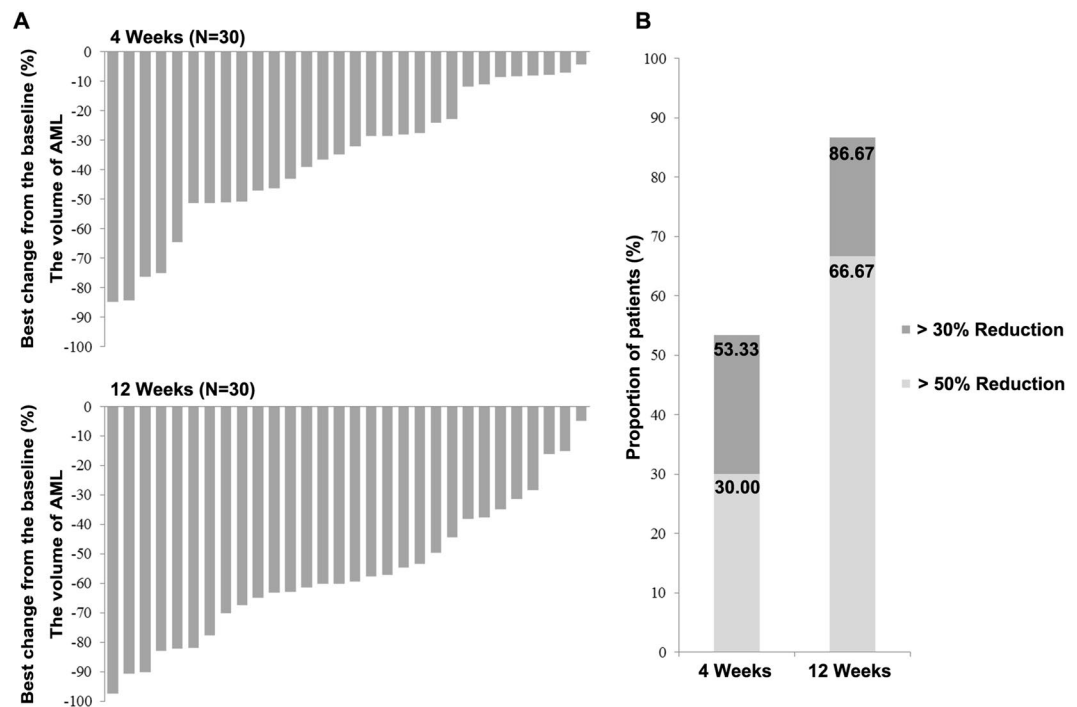 A
4 Weeks (N=30)
Best change from the baseline (%)
The volume of AML
0
-10
-20
-30
-40
-50
-60
-70
-80
-90
-100
12 Weeks (N=30)
Best change from the baseline (%)
The volume of AML
0
-10
-20
-30
-40
-50
-60
-70
-80
-90
-100
B
Proportion of patients (%)
100
90
80
70
60
50
40
30
20
10
0
53.33
30.00
86.67
66.67
4 Weeks
12 Weeks
> 30% Reduction
> 50% Reduction